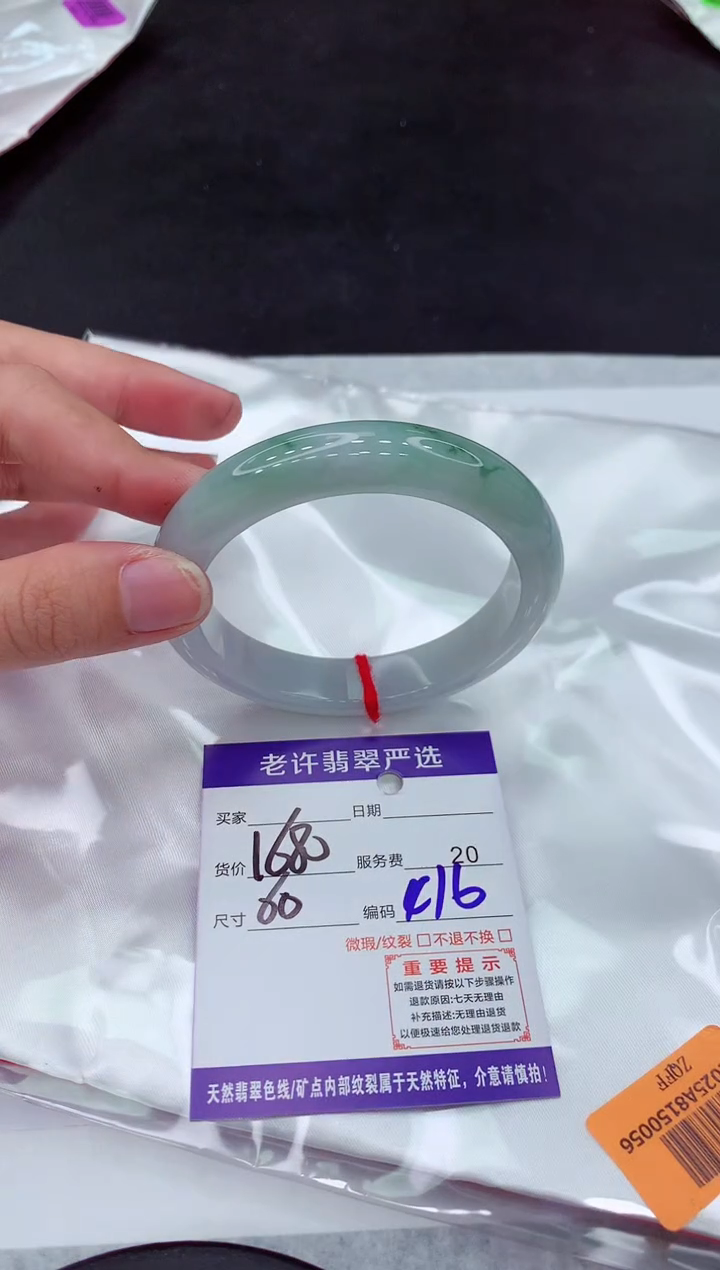 老许翡翠严选
买家 日期
货价 1680 服务费 20
尺寸 60 编码 C16
微瑕/纹裂 □ 不退不换 □
重要提示
如需退货请按以下步骤操作
退款原因:七天无理由
补充描述:无理由退货
以便极速给您处理退货退款
天然翡翠色线/矿点内部纹裂属于天然特征，介意请慎拍！
ZQFF
025A8150056